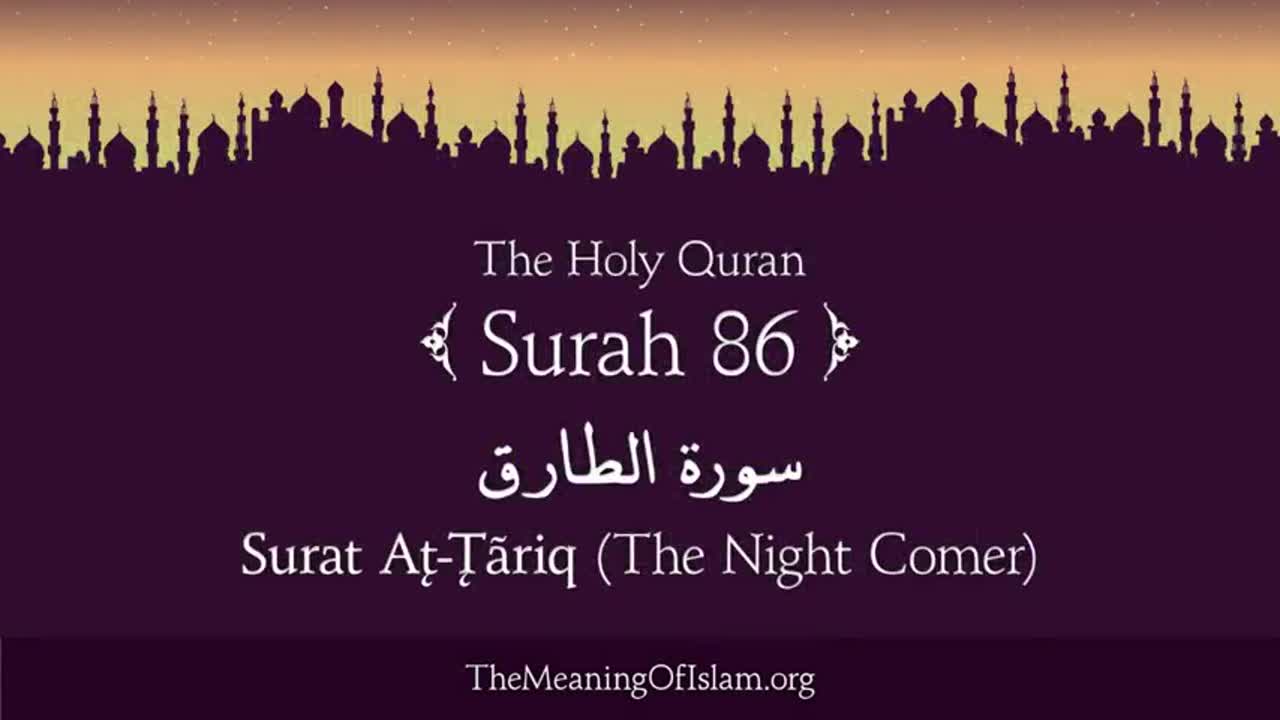 The Holy Quran
Surah 86
سورة الطارق
Surat Aţ-Ţãriq (The Night Comer)
TheMeaningOfIslam.org